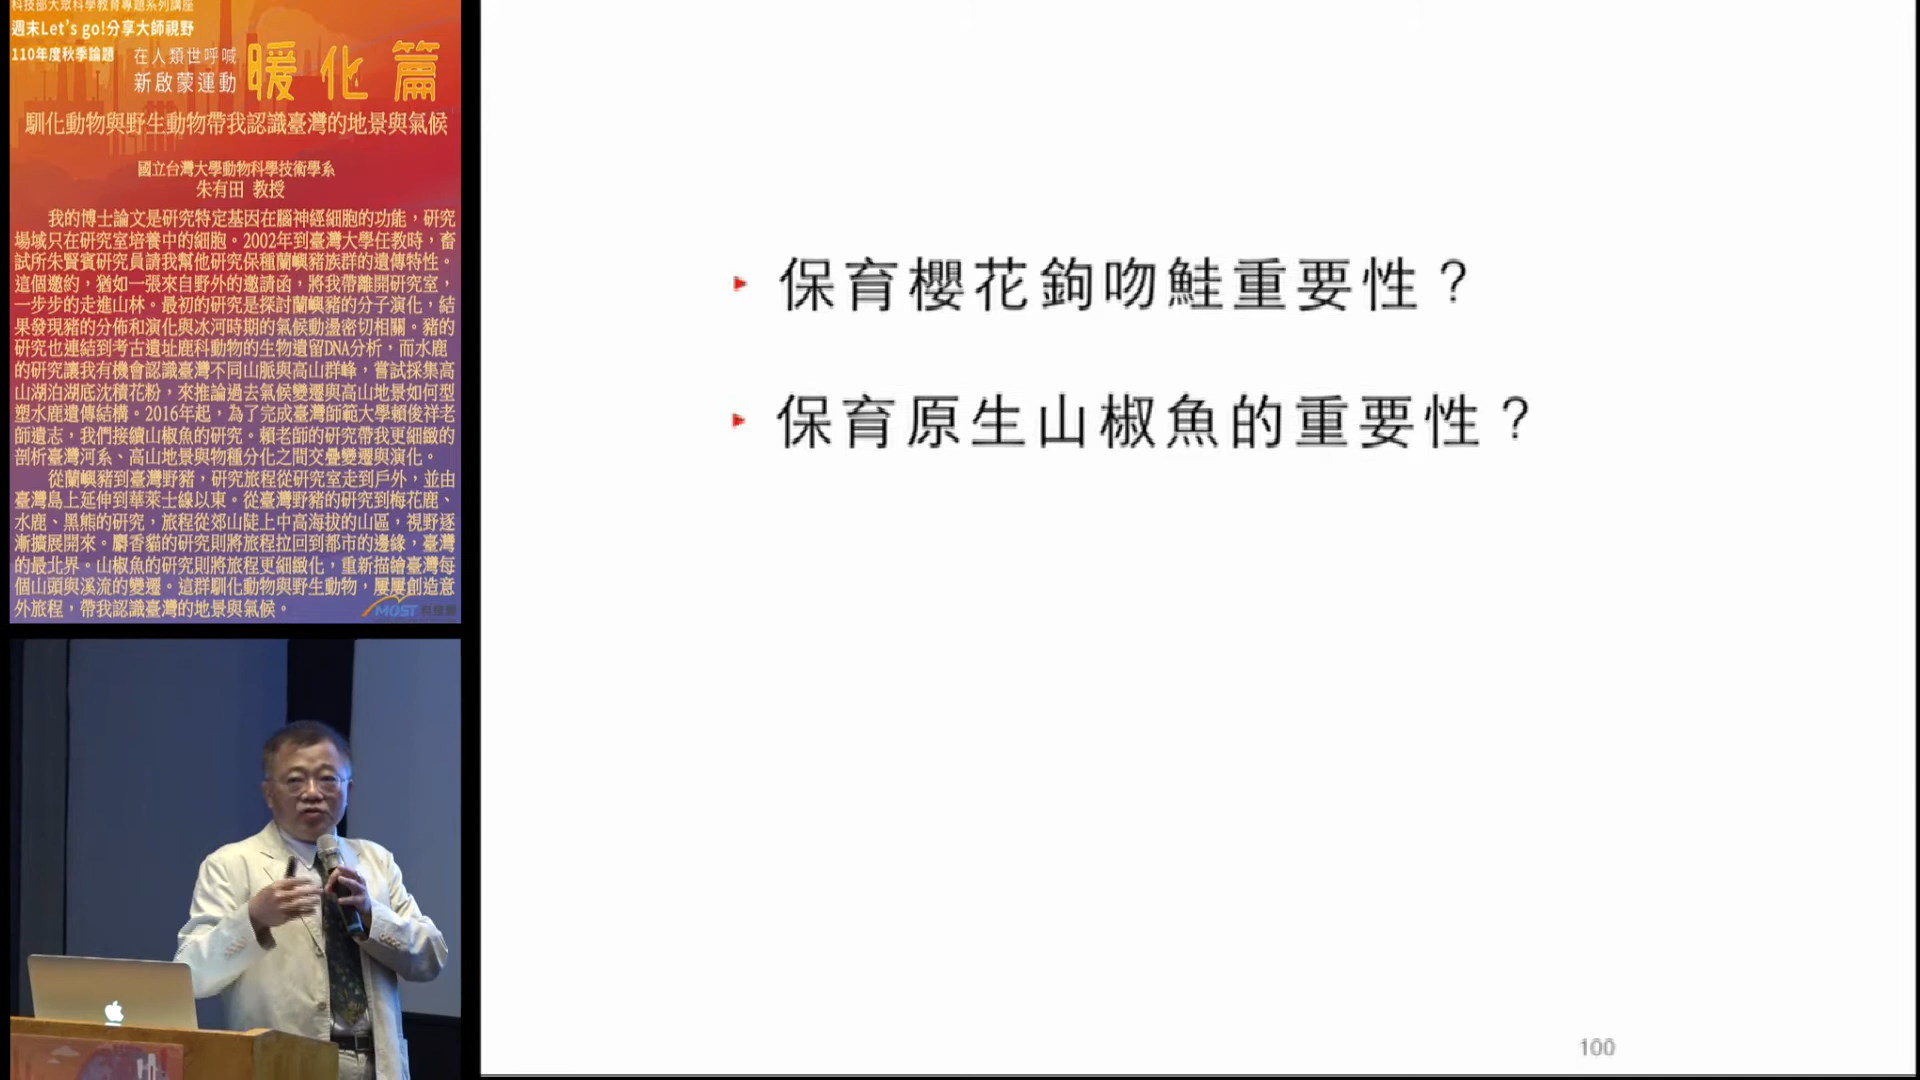 科技部大眾科學教育專題系列講座
週末Let's go!分享大師視野
110年度秋季論題
在人類世呼喊
新啟蒙運動
暖化篇
馴化動物與野生動物帶我認識臺灣的地景與氣候
國立台灣大學動物科學技術學系
朱有田 教授
我的博士論文是研究特定基因在腦神經細胞的功能，研究
場域只在研究室培養中的細胞。2002年到臺灣大學任教時，畜
試所朱賢賓研究員請我幫他研究保種蘭嶼豬族群的遺傳特性。
這個邀約，猶如一張來自野外的邀請函，將我帶離開研究室，
一步步的走進山林。最初的研究是探討蘭嶼豬的分子演化，結
果發現豬的分佈和演化與冰河時期的氣候動盪密切相關。豬的
研究也連結到考古遺址鹿科動物的生物遺留DNA分析，而水鹿
的研究讓我有機會認識臺灣不同山脈與高山群峰，嘗試採集高
山湖泊湖底沈積花粉，來推論過去氣候變遷與高山地景如何型
塑水鹿遺傳結構。2016年起，為了完成臺灣師範大學賴俊祥老
師遺志，我們接續山椒魚的研究。賴老師的研究帶我更細緻的
剖析臺灣河系、高山地景與物種分化之間交疊變遷與演化。
從蘭嶼豬到臺灣野豬，研究旅程從研究室走到戶外，並由
臺灣島上延伸到華萊士線以東。從臺灣野豬的研究到梅花鹿、
水鹿、黑熊的研究，旅程從郊山陡上中高海拔的山區，視野逐
漸擴展開來。麝香貓的研究則將旅程拉回到都市的邊緣，臺灣
的最北界。山椒魚的研究則將旅程更細緻化，重新描繪臺灣每
個山頭與溪流的變遷。這群馴化動物與野生動物，屢屢創造意
外旅程，帶我認識臺灣的地景與氣候。
MOST 科技部
保育櫻花鉤吻鮭重要性？
保育原生山椒魚的重要性？
100